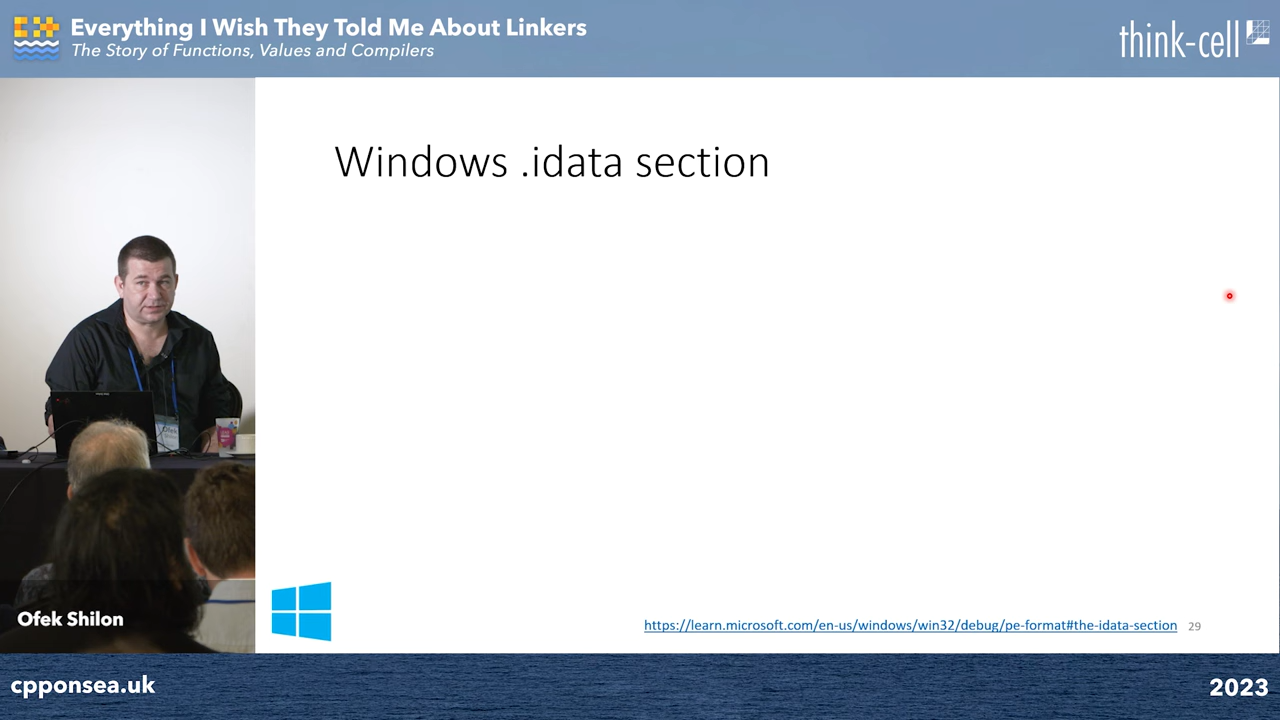 Everything I Wish They Told Me About Linkers
The Story of Functions, Values and Compilers
think-cell
Windows .idata section
Ofek Shilon
https://learn.microsoft.com/en-us/windows/win32/debug/pe-format#the-idata-section 29
cpponsea.uk
2023